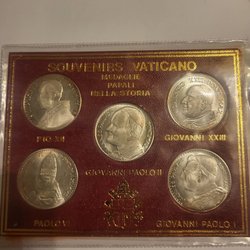 SOUVENIRS VATICANO
MEDAGLIE
PAPALI
NELLA STORIA
PIO XII
GIOVANNI XXIII
GIOVANNI PAOLO II
PAOLO VI
GIOVANNI PAOLO I